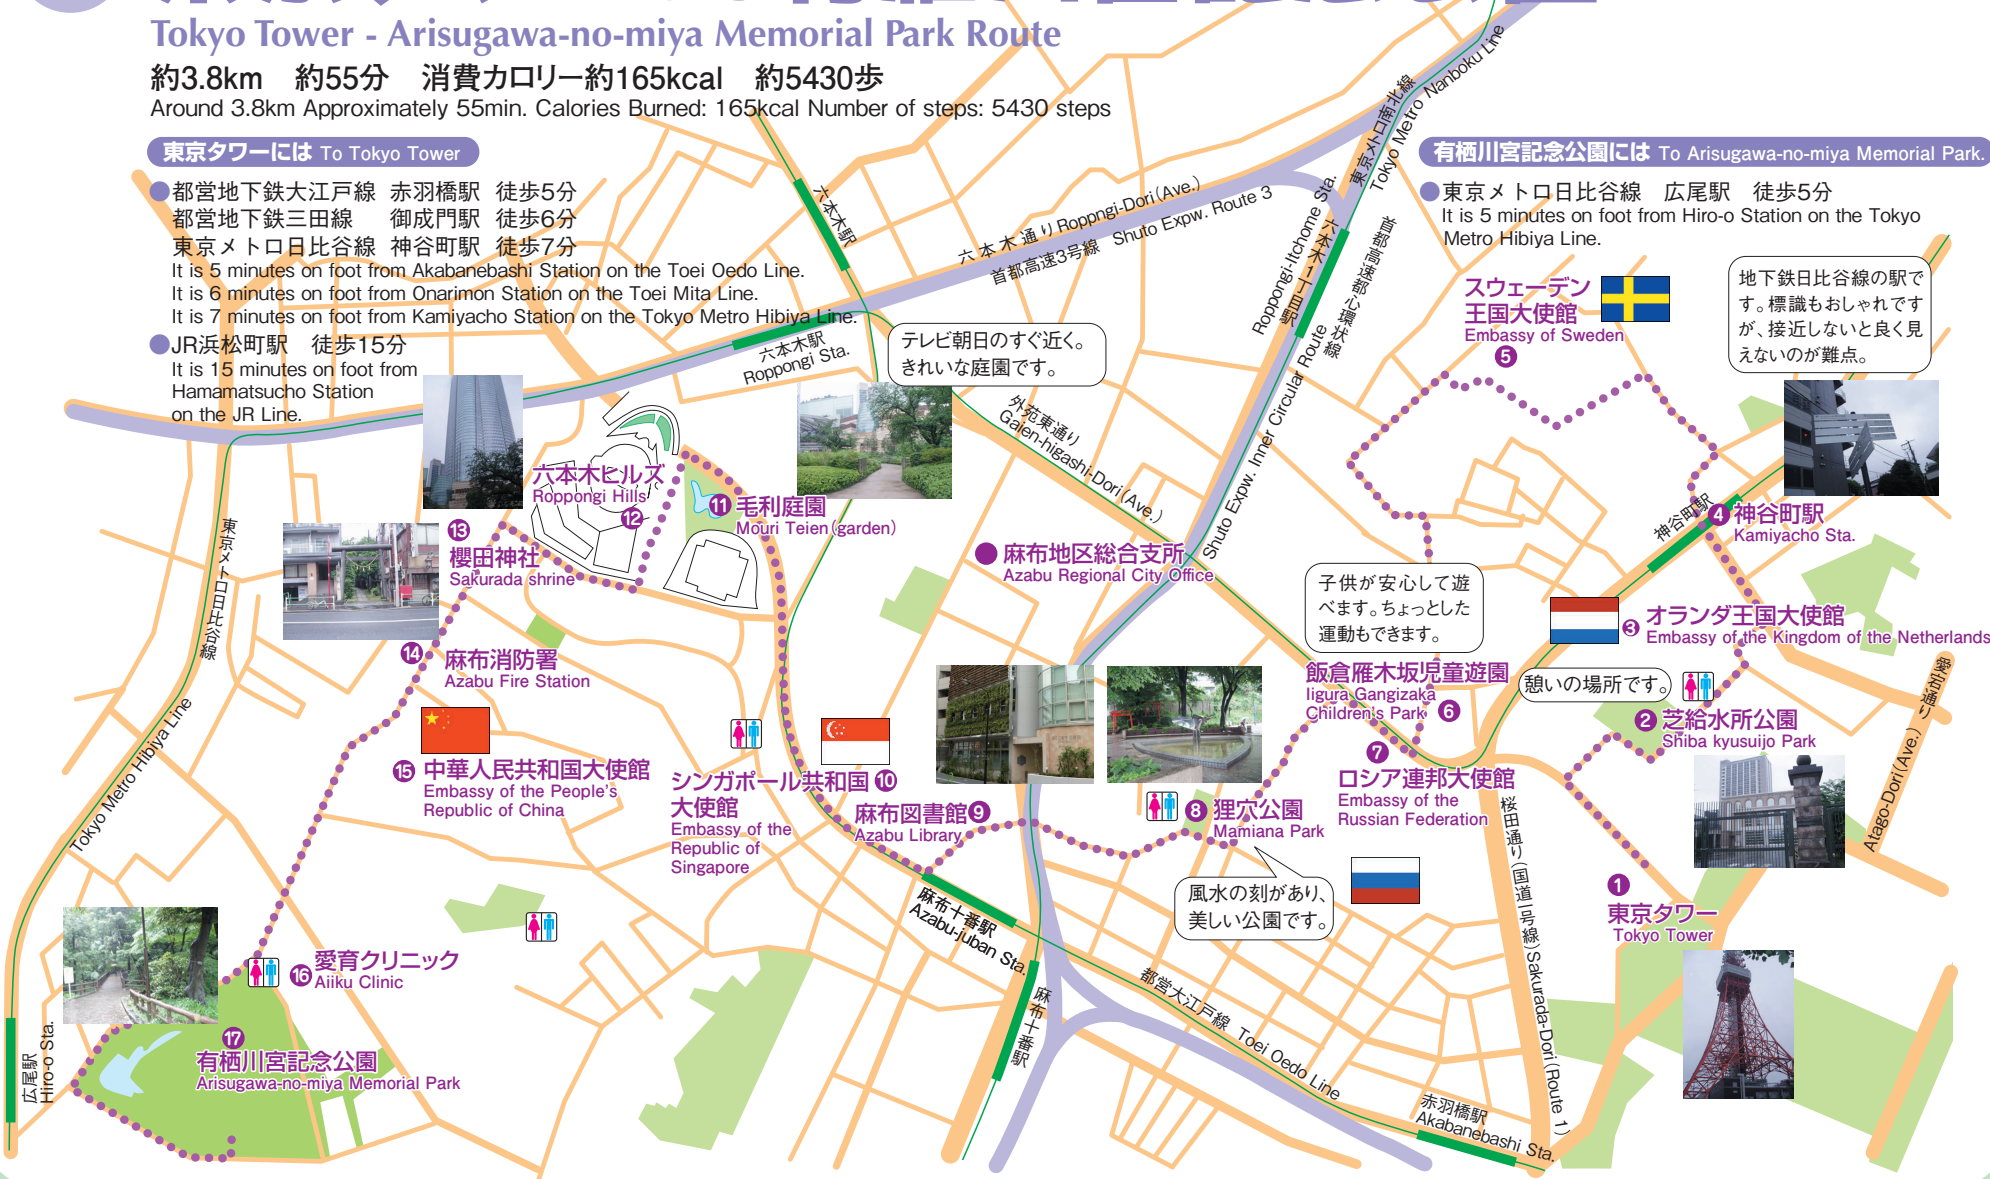 Tokyo Tower - Arisugawa-no-miya Memorial Park Route
約3.8km 約55分 消費カロリー約165kcal 約5430歩
Around 3.8km Approximately 55min. Calories Burned: 165kcal Number of steps: 5430 steps
東京タワーには To Tokyo Tower
●都営地下鉄大江戸線 赤羽橋駅 徒歩5分
都営地下鉄三田線 御成門駅 徒歩6分
東京メトロ日比谷線 神谷町駅 徒歩7分
It is 5 minutes on foot from Akabanebashi Station on the Toei Oedo Line.
It is 6 minutes on foot from Onarimon Station on the Toei Mita Line.
It is 7 minutes on foot from Kamiyacho Station on the Tokyo Metro Hibiya Line.
●JR浜松町駅 徒歩15分
It is 15 minutes on foot from
Hamamatsucho Station
on the JR Line.
有栖川宮記念公園には To Arisugawa-no-miya Memorial Park.
●東京メトロ日比谷線 広尾駅 徒歩5分
It is 5 minutes on foot from Hiro-o Station on the Tokyo
Metro Hibiya Line.
東京メトロ南北線
Tokyo Metro Nanboku Line
六本木駅
六本木通り Roppngi-Dori(Ave.)
首都高速3号線 Shuto Expw. Route 3
六本木1丁目駅
Roppongi-Itchome Sta.
首都高速都心環状線
Shuto Expw. Inner Circular Route
六本木駅
Roppongi Sta.
テレビ朝日のすぐ近く。
きれいな庭園です。
外苑東通り
Gaien-higashi-Dori(Ave.)
スウェーデン
王国大使館
Embassy of Sweden
5
地下鉄日比谷線の駅で
す。標識もおしゃれです
が、接近しないと良く見
えないのが難点。
神谷町駅
4 神谷町駅
Kamiyacho Sta.
六本木ヒルズ
Roppongi Hills
12
11 毛利庭園
Mouri Teien(garden)
13
櫻田神社
Sakurada shrine
麻布地区総合支所
Azabu Regional City Office
子供が安心して遊
べます。ちょっとした
運動もできます。
3 オランダ王国大使館
Embassy of the Kingdom of the Netherlands
東京メトロ日比谷線
Tokyo Metro Hibiya Line
14
麻布消防署
Azabu Fire Station
飯倉雁木坂児童遊園
Iigura Gangizaka
Children's Park 6
憩いの場所です。
2 芝給水所公園
Shiba kyusuijo Park
愛宕通り
Atago-Dori(Ave.)
15 中華人民共和国大使館
Embassy of the People's
Republic of China
シンガポール共和国 10
大使館
Embassy of the
Republic of
Singapore
麻布図書館9
Azabu Library
7
ロシア連邦大使館
Embassy of the
Russian Federation
8 狸穴公園
Mamiana Park
風水の刻があり、
美しい公園です。
桜田通り(国道一号線)Sakurada-Dori(Route 1)
1
東京タワー
Tokyo Tower
麻布十番駅
Azabu-juban Sta.
麻布十番駅
都営大江戸線 Toei Oedo Line
赤羽橋駅
Akabanebashi Sta.
16 愛育クリニック
Aiiku Clinic
17
有栖川宮記念公園
Arisugawa-no-miya Memorial Park
広尾駅
Hiro-o Sta.